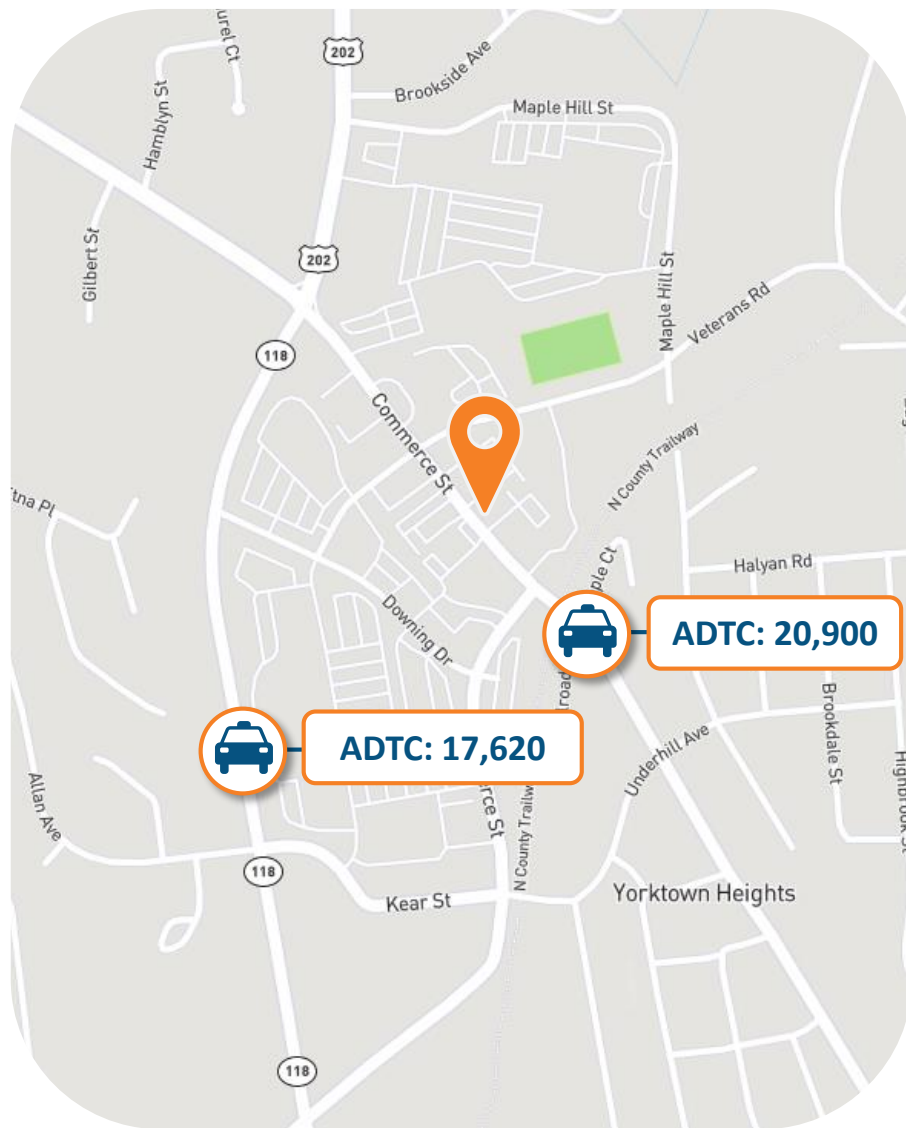 202
Brookside Ave
Maple Hill St
Hamblyn St
Gilbert St
202
Maple Hill St
Veterans Rd
118
Commerce St
N County Trailway
Halyan Rd
Downing Dr
ADTC: 20,900
ADTC: 17,620
Underhill Ave
Brookdale St
Allan Ave
N County Trailway
118
Kear St
Yorktown Heights
118